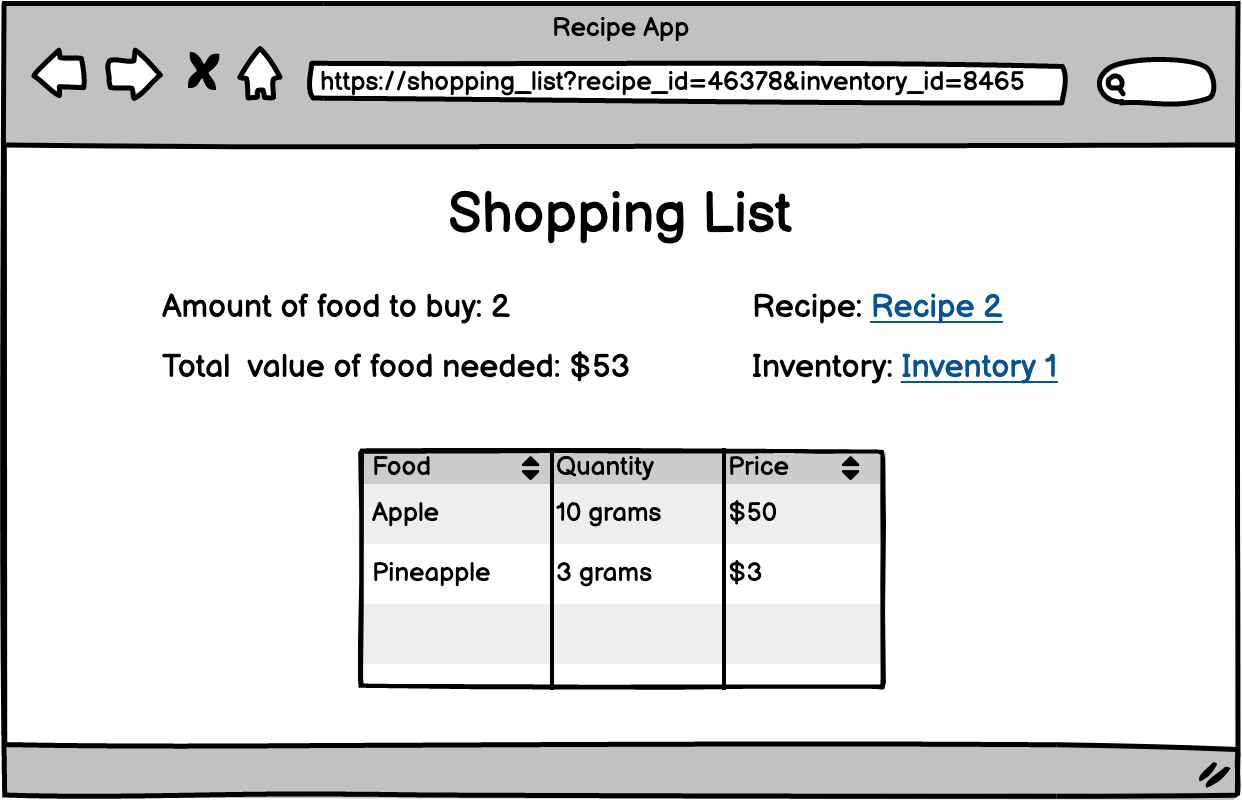 Recipe App
https://shopping_list?recipe_id=46378&inventory_id=8465
Shopping List
Amount of food to buy: 2
Recipe: Recipe 2
Total value of food needed: $53
Inventory: Inventory 1
Food Quantity Price
Apple 10 grams $50
Pineapple 3 grams $3